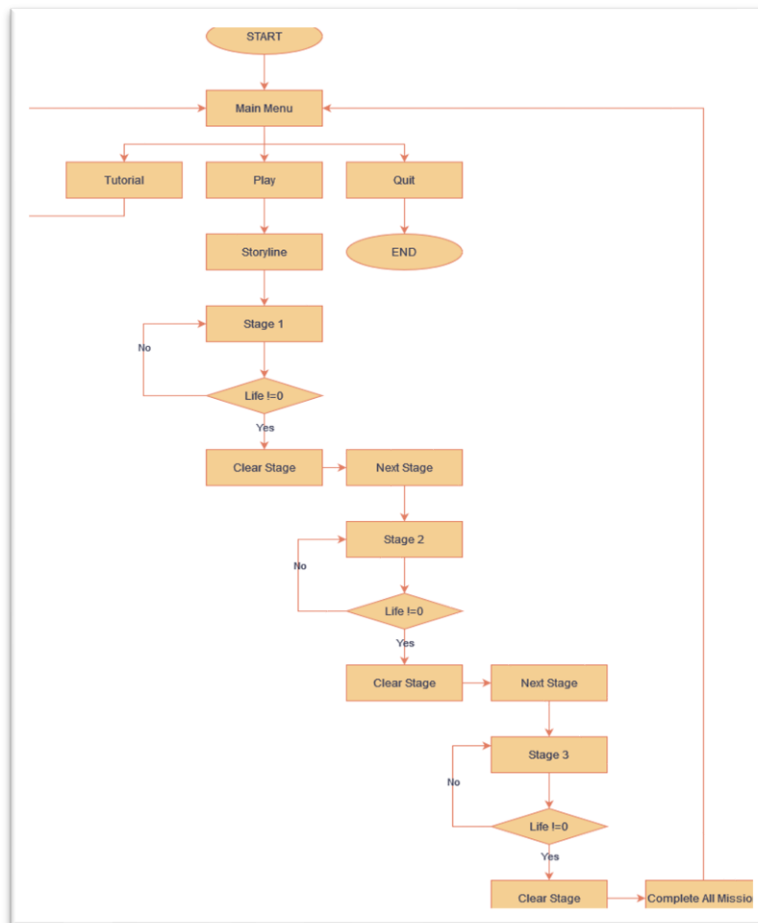 START
Main Menu
Tutorial
Play
Quit
Storyline
END
Stage 1
No
Life !=0
Yes
Clear Stage
Next Stage
Stage 2
No
Life !=0
Yes
Clear Stage
Next Stage
Stage 3
No
Life !=0
Yes
Clear Stage
Complete All Mission